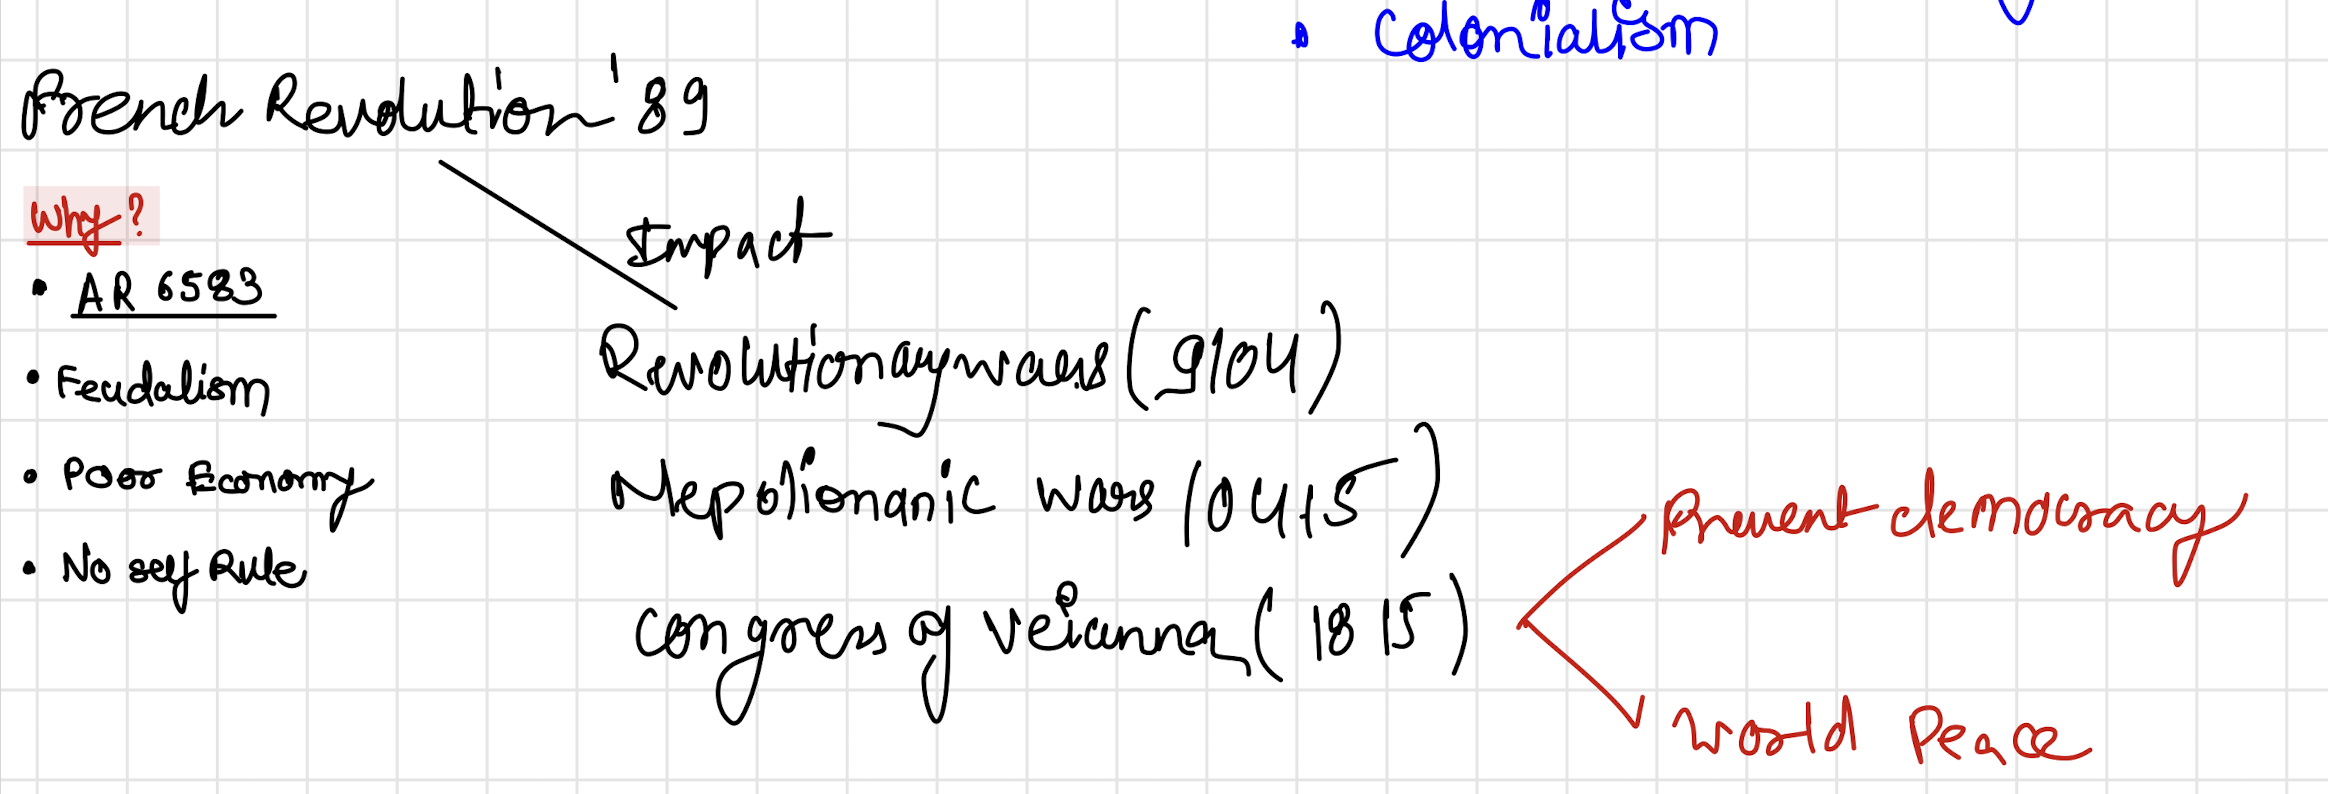 • Colonialism
French Revolution '89
Why?
Impact
• AR 6583
Revolutionary wars (9104)
• Feudalism
• Poor Economy
Nepolionanic wars (0415)
Prevent democracy
• No self Rule
Congress of Veianna (1815)
World Peace